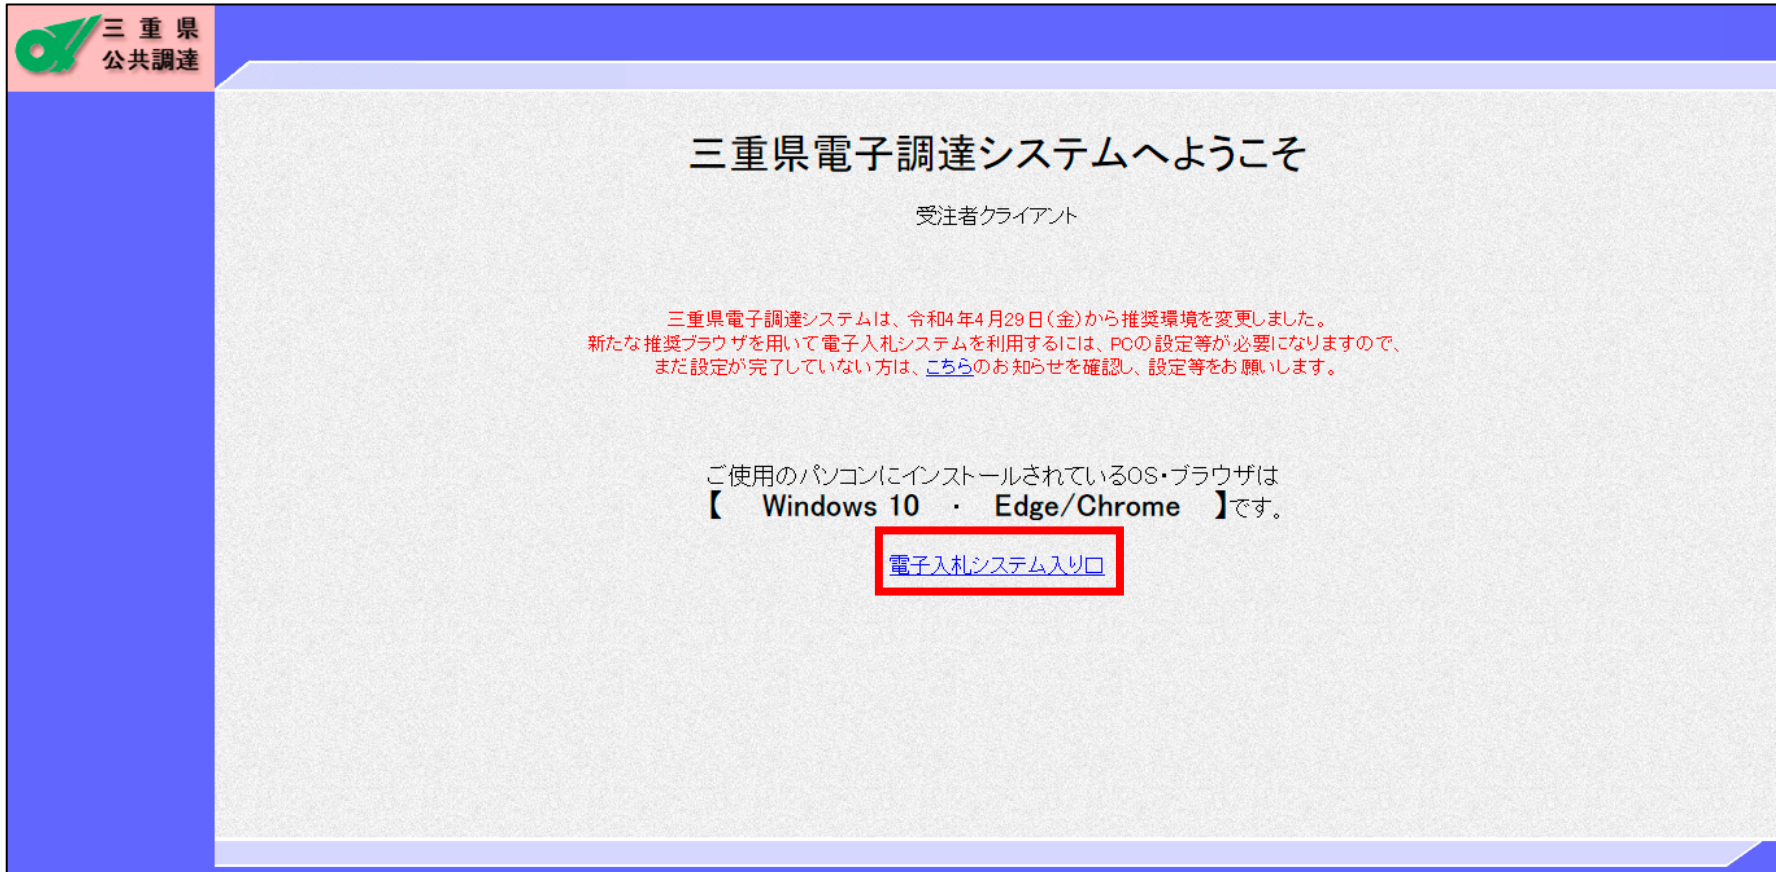 三重県
公共調達
三重県電子調達システムへようこそ
受注者クライアント
三重県電子調達システムは、令和4年4月29日(金)から推奨環境を変更しました。
新たな推奨ブラウザを用いて電子入札システムを利用するには、PCの設定等が必要になりますので、
まだ設定が完了していない方は、こちらのお知らせを確認し、設定等をお願いします。
ご使用のパソコンにインストールされているOS・ブラウザは
【 Windows 10 ・ Edge/Chrome 】です。
電子入札システム入り口